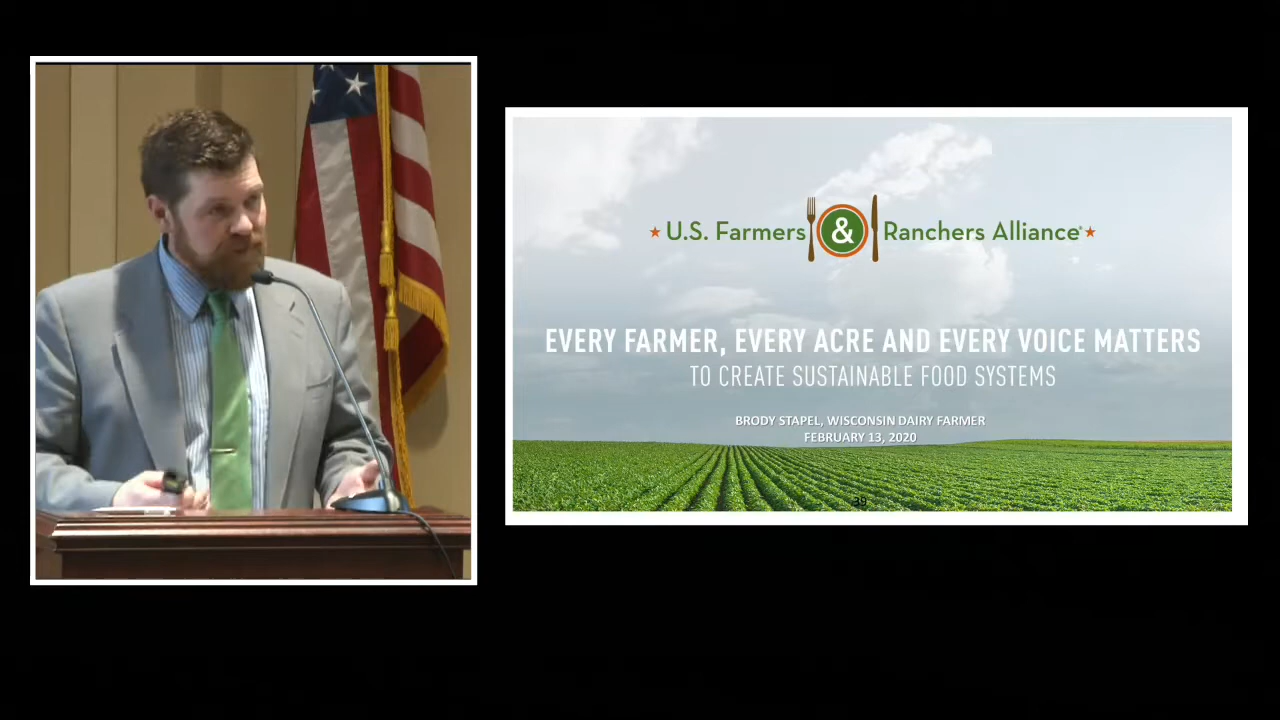 U.S. Farmers & Ranchers Alliance®
EVERY FARMER, EVERY ACRE AND EVERY VOICE MATTERS
TO CREATE SUSTAINABLE FOOD SYSTEMS
BRODY STAPEL, WISCONSIN DAIRY FARMER
FEBRUARY 13, 2020
39